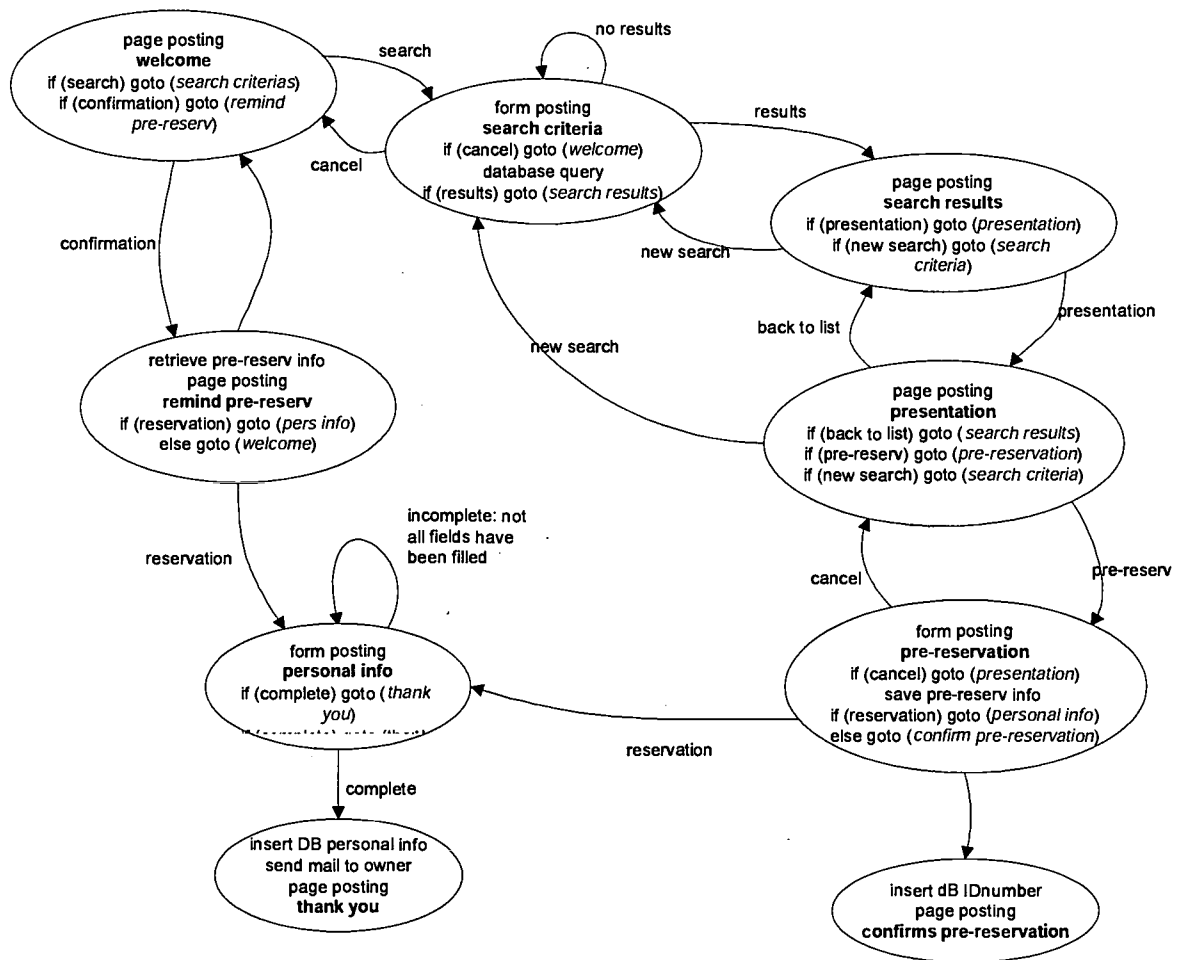 page posting
welcome
if (search) goto (search criterias)
if (confirmation) goto (remind
pre-reserv)
search
cancel
no results
form posting
search criteria
if (cancel) goto (welcome)
database query
if (results) goto (search results)
results
page posting
search results
if (presentation) goto (presentation)
if (new search) goto (search
criteria)
new search
confirmation
new search
back to list
presentation
retrieve pre-reserv info
page posting
remind pre-reserv
if (reservation) goto (pers info)
else goto (welcome)
page posting
presentation
if (back to list) goto (search results)
if (pre-reserv) goto (pre-reservation)
if (new search) goto (search criteria)
reservation
incomplete: not
all fields have
been filled
cancel
pre-reserv
form posting
personal info
if (complete) goto (thank
you)
form posting
pre-reservation
if (cancel) goto (presentation)
save pre-reserv info
if (reservation) goto (personal info)
else goto (confirm pre-reservation)
reservation
complete
insert DB personal info
send mail to owner
page posting
thank you
insert dB IDnumber
page posting
confirms pre-reservation